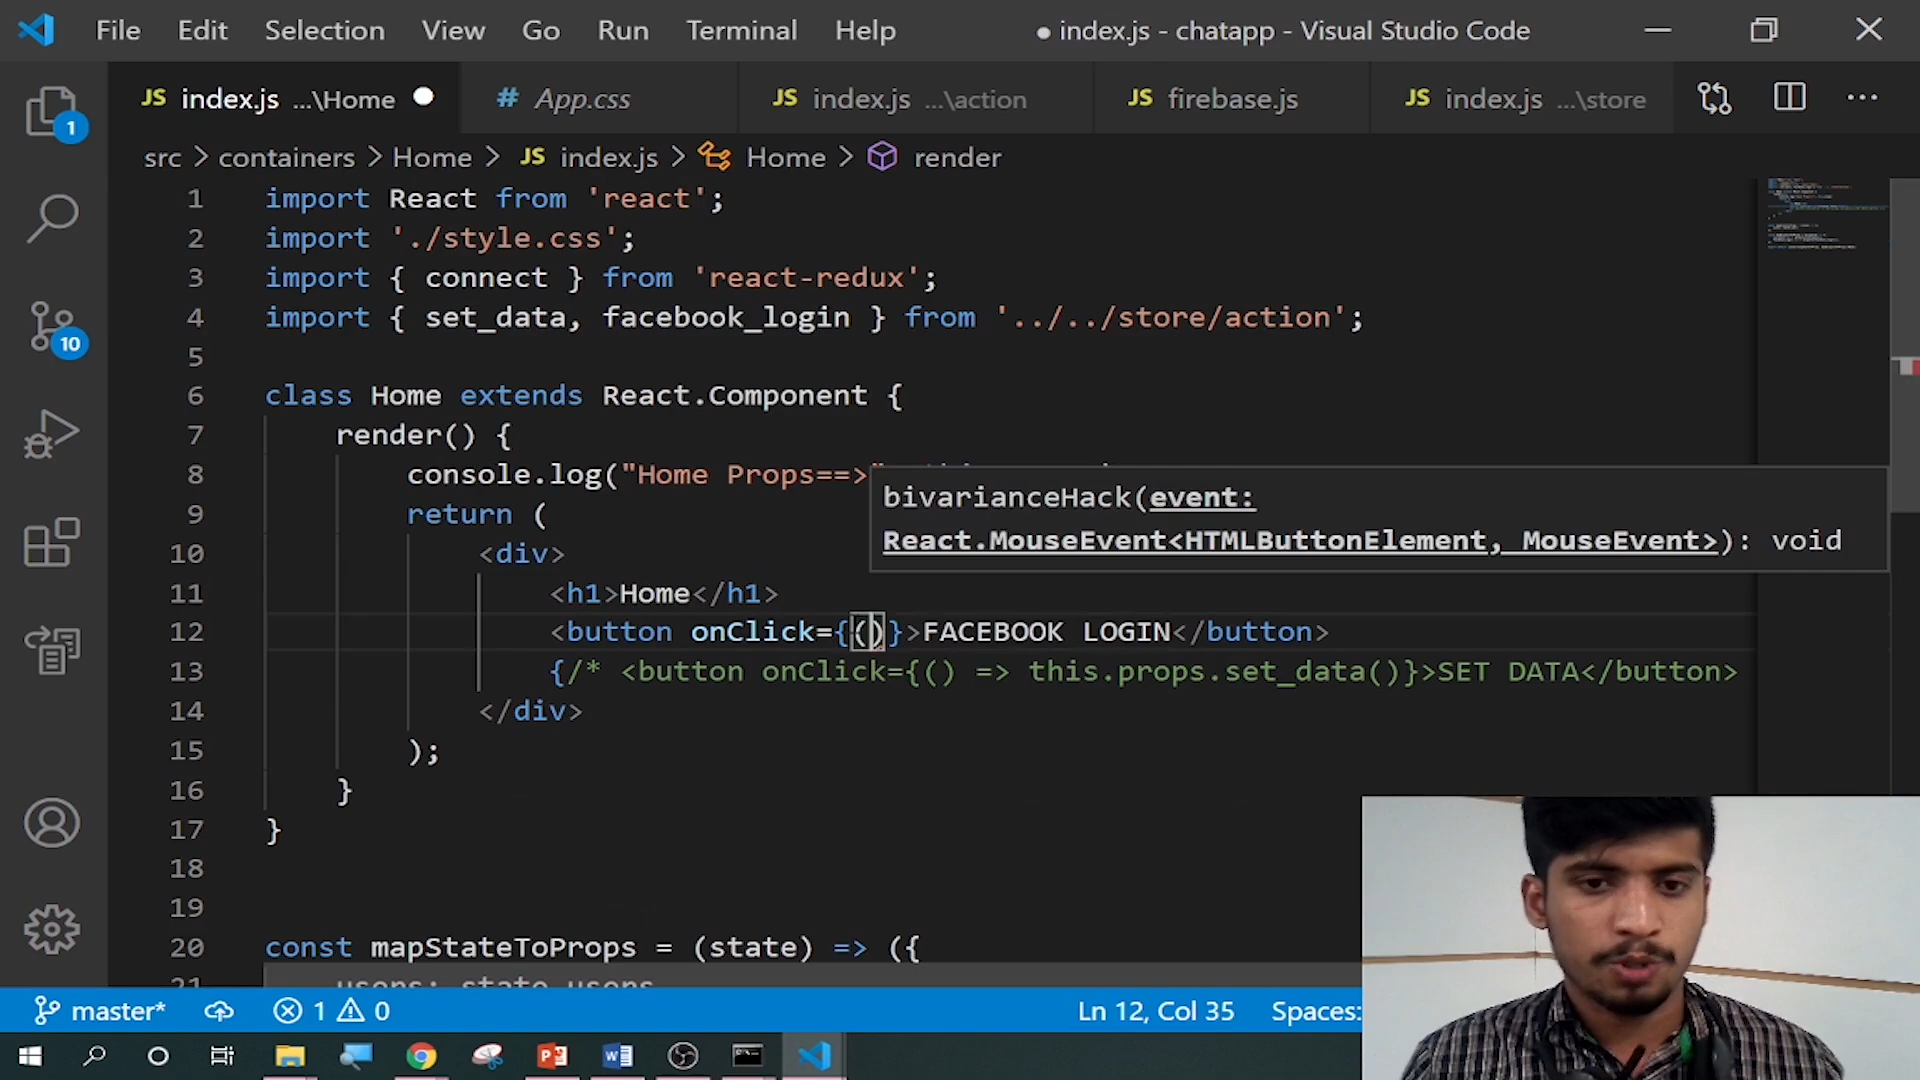 File Edit Selection View Go Run Terminal Help ● index.js - chatapp - Visual Studio Code
JS index.js ...\Home # App.css JS index.js ...\action JS firebase.js JS index.js ...\store
src > containers > Home > JS index.js > Home > render
1 import React from 'react';
2 import './style.css';
3 import { connect } from 'react-redux';
4 import { set_data, facebook_login } from '../../store/action';
5
6 class Home extends React.Component {
7 render() {
8 console.log("Home Props==>"
bivarianceHack(event:
React.MouseEvent<HTMLButtonElement, MouseEvent>): void
9 return (
10 <div>
11 <h1>Home</h1>
12 <button onClick={()}>FACEBOOK LOGIN</button>
13 {/* <button onClick={() => this.props.set_data()}>SET DATA</button>
14 </div>
15 );
16 }
17 }
18
19
20 const mapStateToProps = (state) => ({
21 users: state.users
1
10
master* 1 0 Ln 12, Col 35 Spaces: